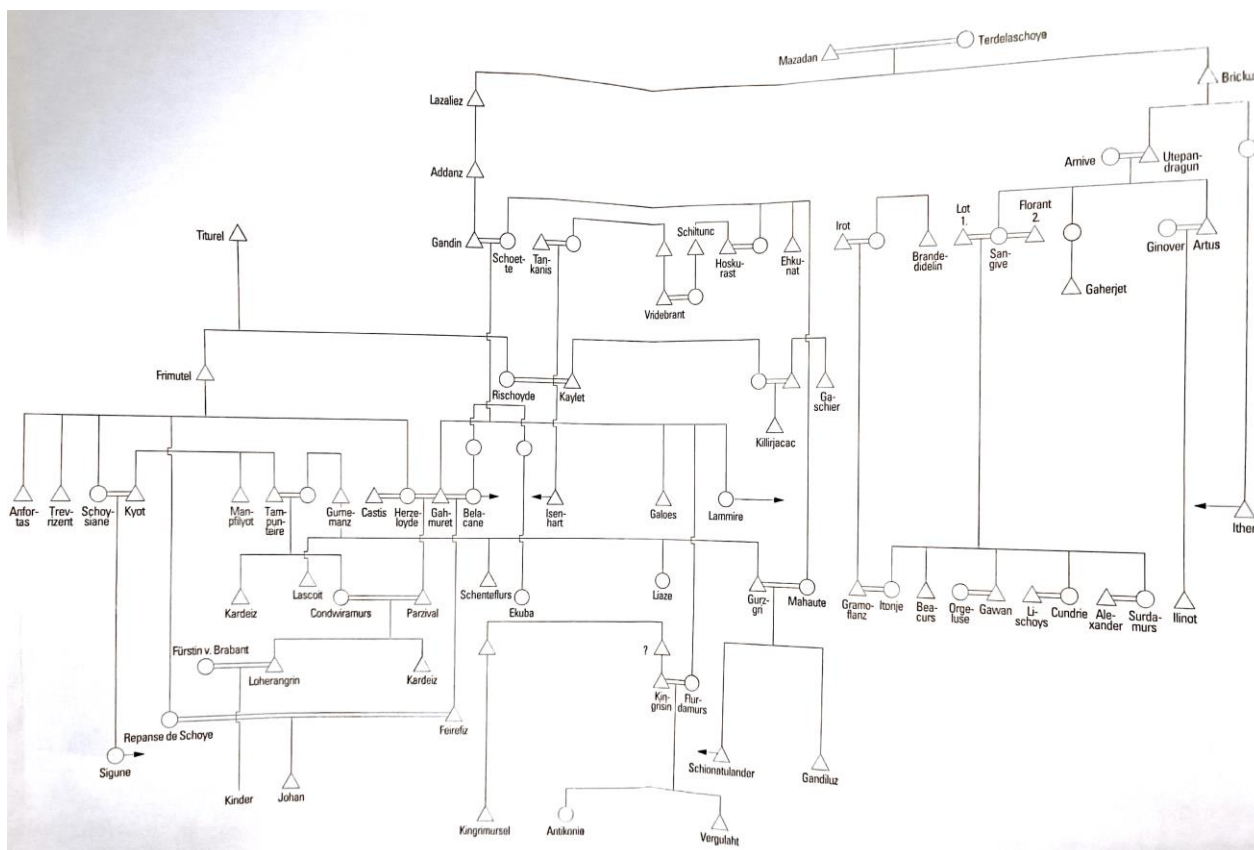 Mazadan
Terdelaschoye
Lazaliez
Addanz
Arnive
Utepan-
dragun
Titurel
Gandin
Schoet-
te
Tan-
kanis
Schiltunc
Hosku-
rast
Ehku-
nat
Vridebrant
Irot
Brande-
didelin
Lot
1.
San-
give
Florant
2.
Gaherjet
Ginover
Artus
Frimutel
Rischoyde
Kaylet
Killirjacac
Ga-
schier
Anfor-
tas
Trev-
rizent
Schoy-
siane
Kyot
Man-
pfilyot
Tam-
punt-
eire
Gurne-
manz
Castis
Herze-
loyde
Gah-
muret
Bela-
cane
Isen-
hart
Galoes
Lammire
Ither
Kardeiz
Lascoit
Condwiramurs
Parzival
Schenteflurs
Ekuba
Liaze
Gurz-
gri
Mahaute
Gramo-
flanz
Itonje
Bea-
curs
Orge-
luse
Gawan
Li-
schoys
Cundrie
Ale-
xander
Surda-
murs
Ilinot
Fürstin v. Brabant
Loherangrin
Kardeiz
?
Kin-
grisin
Flur-
damurs
Repanse de Schoye
Feirefiz
Sigune
Schionatulander
Gandiluz
Kinder
Johan
Kingrimursel
Antikonie
Vergulaht